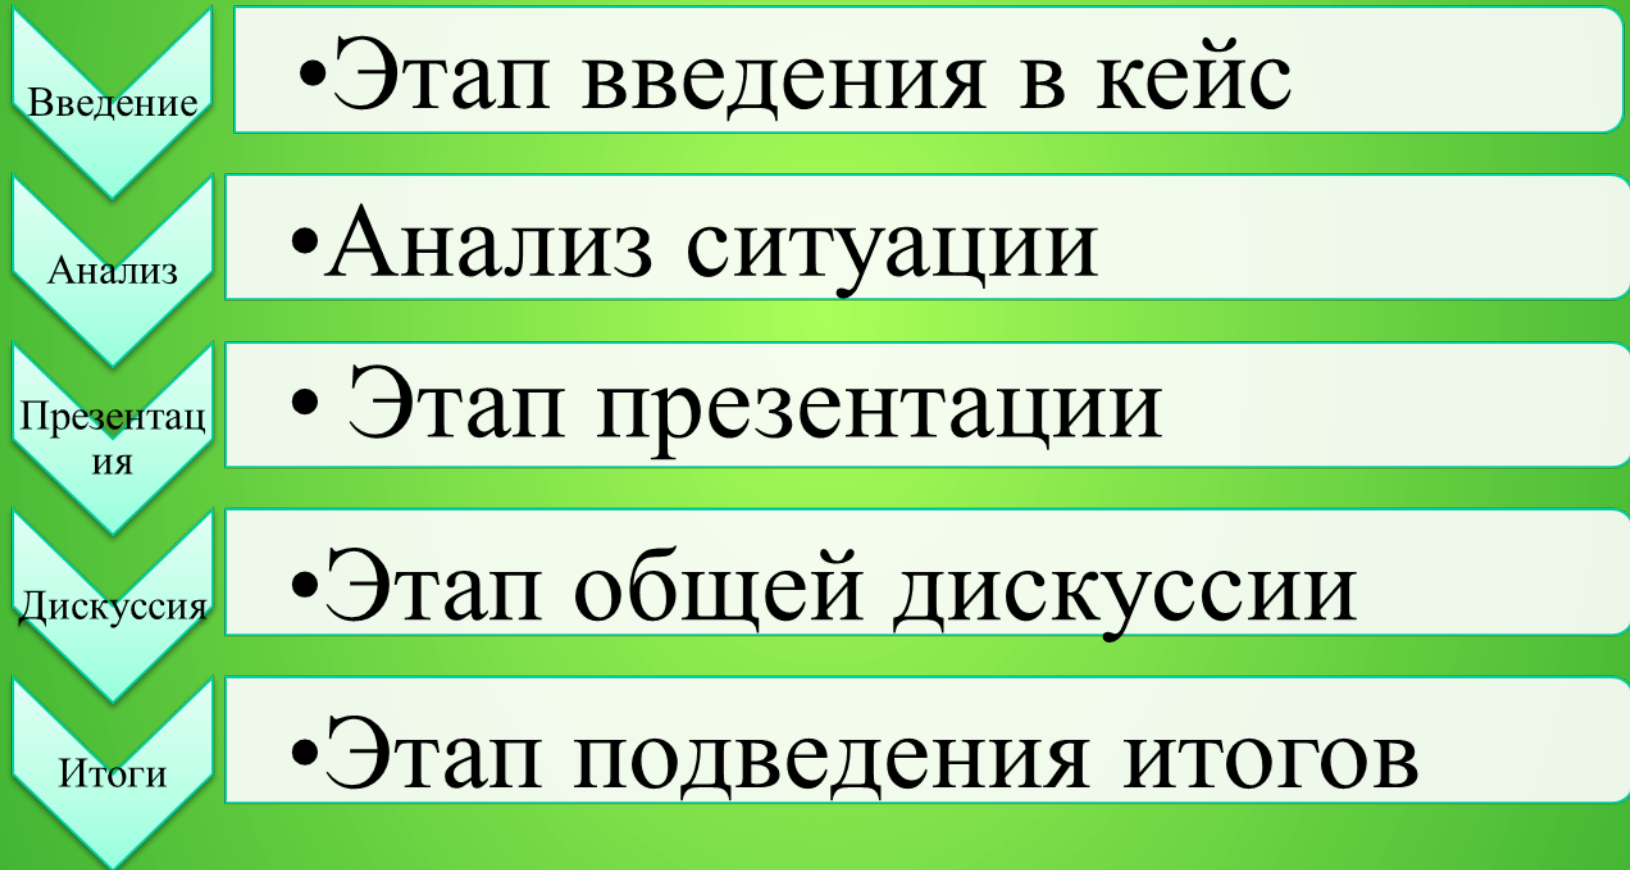 Введение
•Этап введения в кейс
Анализ
•Анализ ситуации
Презентац
ия
• Этап презентации
Дискуссия
•Этап общей дискуссии
Итоги
•Этап подведения итогов